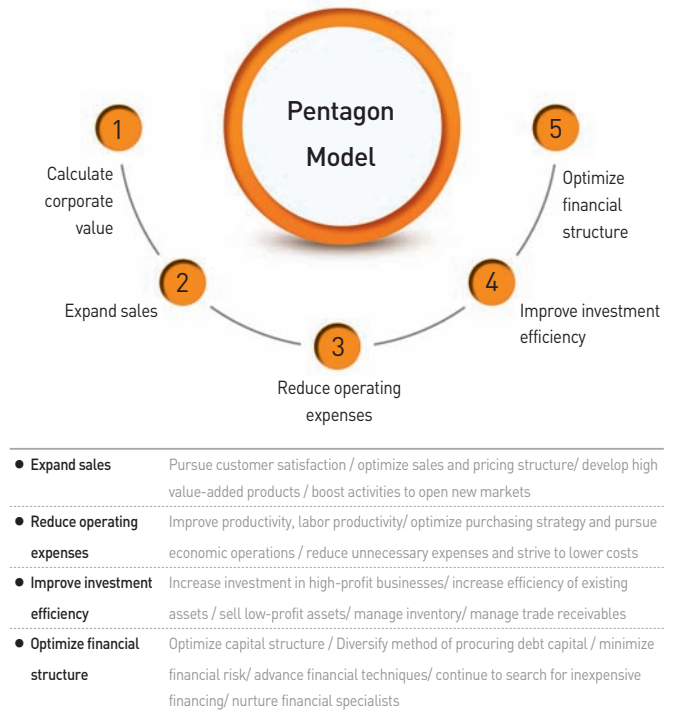 Pentagon
Model
1
Calculate
corporate
value
2
Expand sales
3
Reduce operating
expenses
4
Improve investment
efficiency
5
Optimize
financial
structure
● Expand sales Pursue customer satisfaction / optimize sales and pricing structure/ develop high
value-added products / boost activities to open new markets
● Reduce operating Improve productivity, labor productivity/ optimize purchasing strategy and pursue
expenses economic operations / reduce unnecessary expenses and strive to lower costs
● Improve investment Increase investment in high-profit businesses/ increase efficiency of existing
efficiency assets / sell low-profit assets/ manage inventory/ manage trade receivables
● Optimize financial Optimize capital structure / Diversify method of procuring debt capital / minimize
structure financial risk/ advance financial techniques/ continue to search for inexpensive
financing/ nurture financial specialists